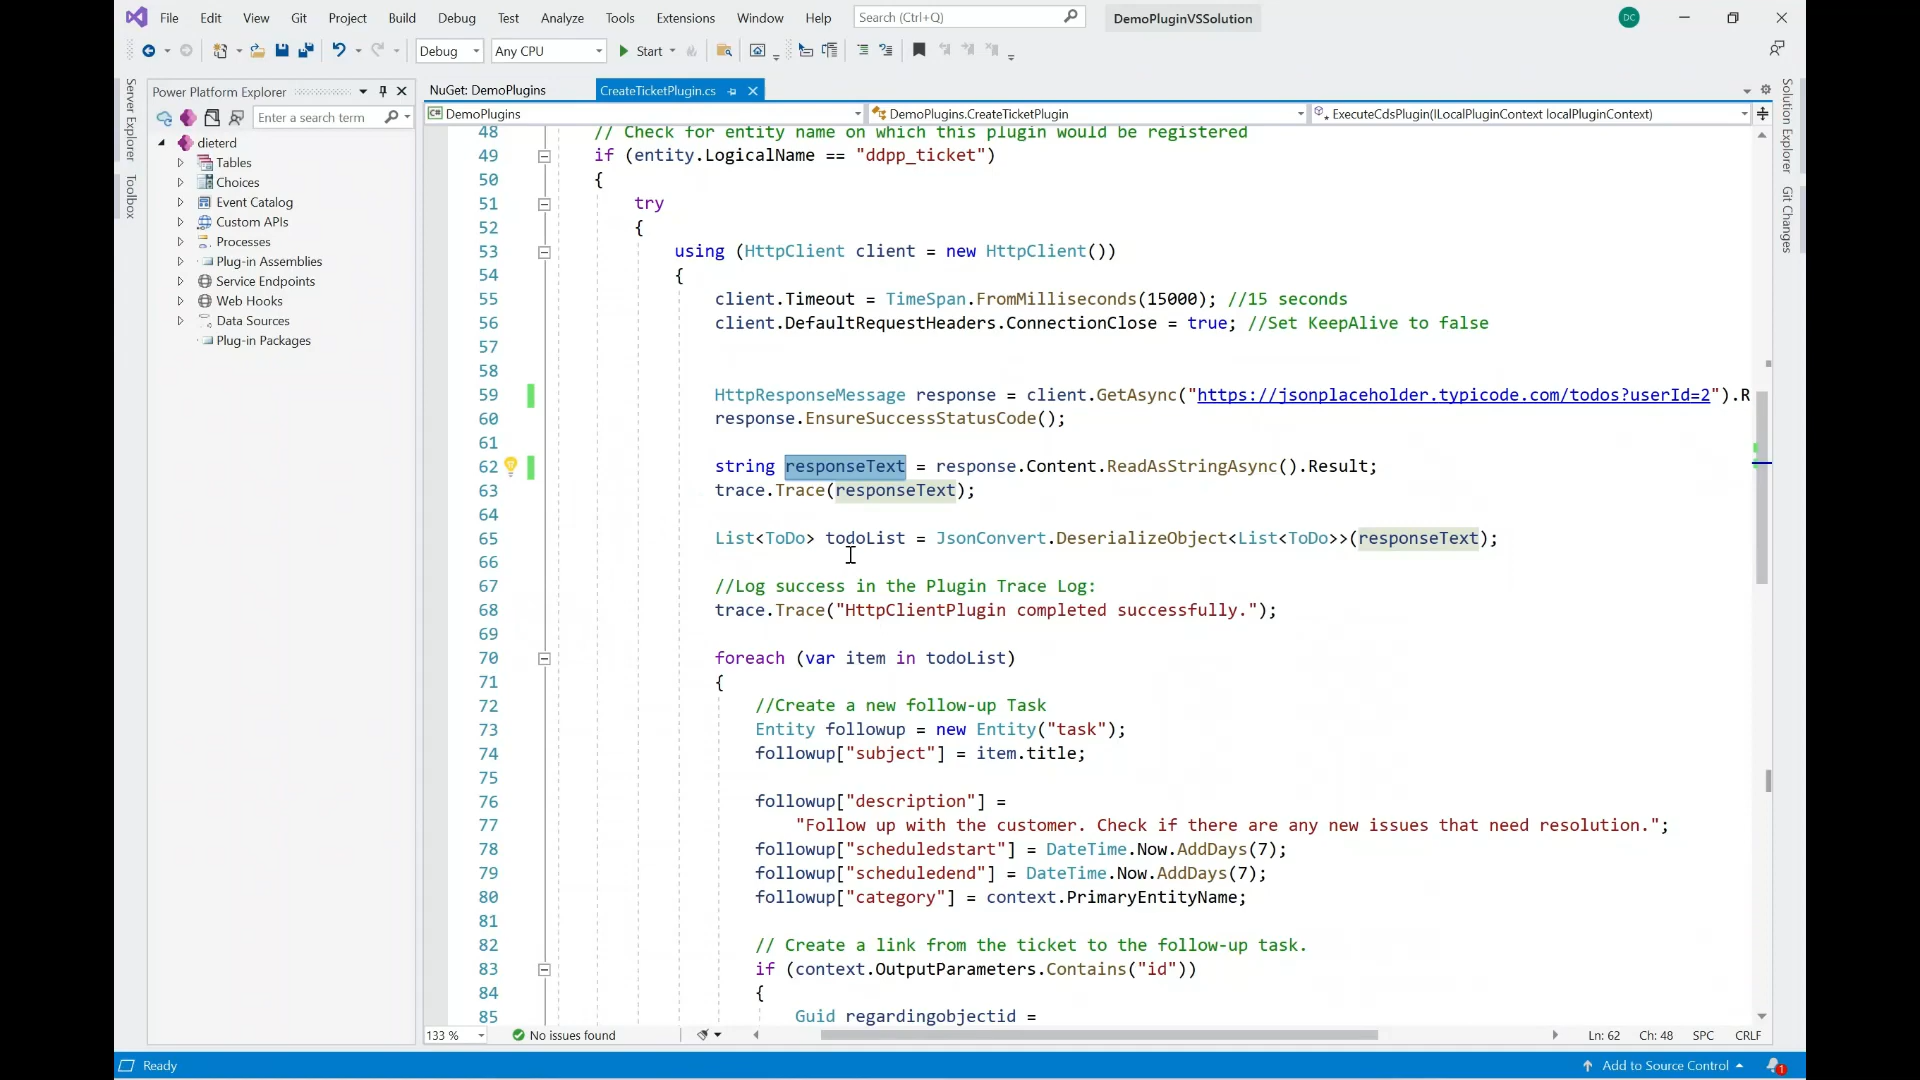 File Edit View Git Project Build Debug Test Analyze Tools Extensions Window Help Search (Ctrl+Q) DemoPluginVSSolution DC
Debug Any CPU Start
Server Explorer
Toolbox
Power Platform Explorer
Enter a search term
dieterd
Tables
Choices
Event Catalog
Custom APIs
Processes
Plug-in Assemblies
Service Endpoints
Web Hooks
Data Sources
Plug-in Packages
NuGet: DemoPlugins CreateTicketPlugin.cs
C# DemoPlugins DemoPlugins.CreateTicketPlugin ExecuteCdsPlugin(ILocalPluginContext localPluginContext)
48 // Check for entity name on which this plugin would be registered
49 if (entity.LogicalName == "ddpp_ticket")
50 {
51 try
52 {
53 using (HttpClient client = new HttpClient())
54 {
55 client.Timeout = TimeSpan.FromMilliseconds(15000); //15 seconds
56 client.DefaultRequestHeaders.ConnectionClose = true; //Set KeepAlive to false
57
58
59 HttpResponseMessage response = client.GetAsync("https://jsonplaceholder.typicode.com/todos?userId=2").R
60 response.EnsureSuccessStatusCode();
61
62 string responseText = response.Content.ReadAsStringAsync().Result;
63 trace.Trace(responseText);
64
65 List<ToDo> todoList = JsonConvert.DeserializeObject<List<ToDo>>(responseText);
66
67 //Log success in the Plugin Trace Log:
68 trace.Trace("HttpClientPlugin completed successfully.");
69
70 foreach (var item in todoList)
71 {
72 //Create a new follow-up Task
73 Entity followup = new Entity("task");
74 followup["subject"] = item.title;
75
76 followup["description"] =
77 "Follow up with the customer. Check if there are any new issues that need resolution.";
78 followup["scheduledstart"] = DateTime.Now.AddDays(7);
79 followup["scheduledend"] = DateTime.Now.AddDays(7);
80 followup["category"] = context.PrimaryEntityName;
81
82 // Create a link from the ticket to the follow-up task.
83 if (context.OutputParameters.Contains("id"))
84 {
85 Guid regardingobjectid =
133 % No issues found Ln: 62 Ch: 48 SPC CRLF
Solution Explorer
Git Changes
Ready Add to Source Control 1